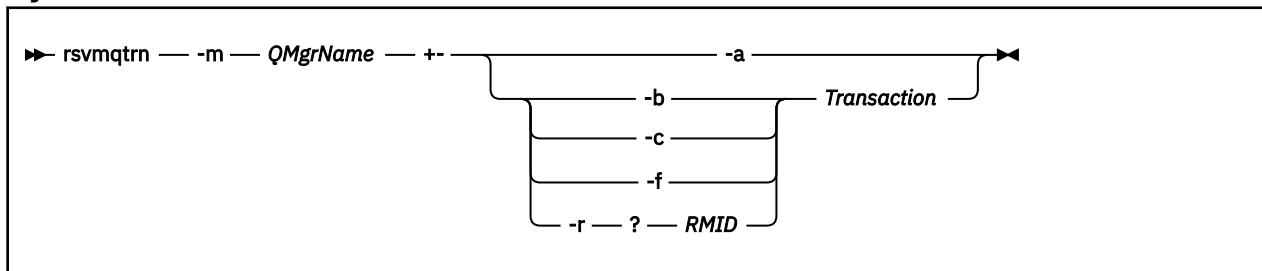 rsvmqtrn -m QMgrName +- -a
-b Transaction
-c
-f
-r ? RMID